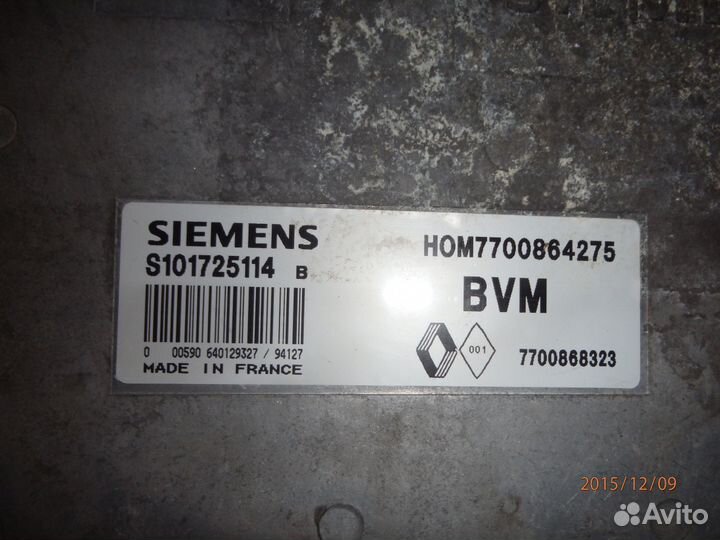 SIEMENS
S101725114 B
0 00590 640129327 / 94127
MADE IN FRANCE
HOM7700864275
BVM
001
7700868323
2015/12/09
Avito